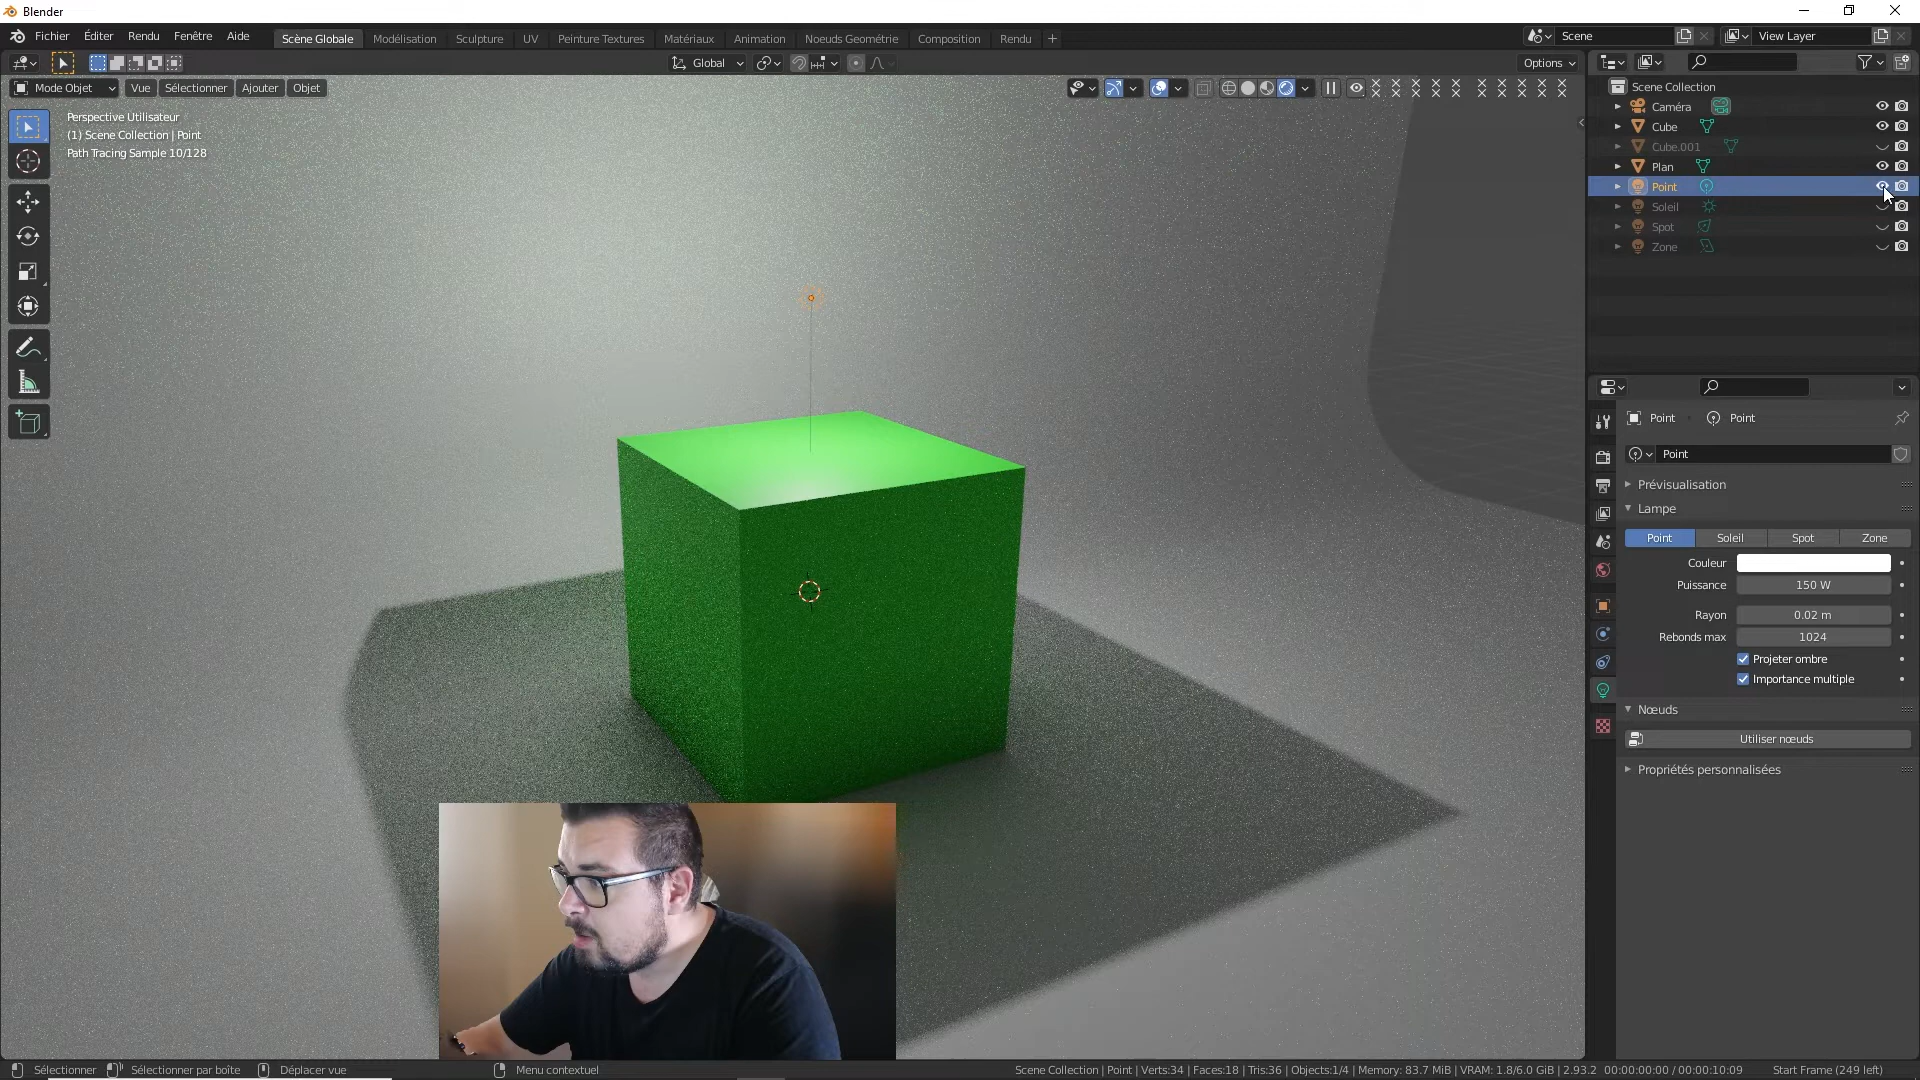 Blender
Fichier Éditer Rendu Fenêtre Aide Scène Globale Modélisation Sculpture UV Peinture Textures Matériaux Animation Noeuds Géométrie Composition Rendu + Scene View Layer
Global Options
Mode Objet Vue Sélectionner Ajouter Objet
Perspective Utilisateur
(1) Scene Collection | Point
Path Tracing Sample 10/128
Scene Collection
Caméra
Cube
Cube.001
Plan
Point
Soleil
Spot
Zone
Point Point
Point
Prévisualisation
Lampe
Point Soleil Spot Zone
Couleur
Puissance 150 W
Rayon 0.02 m
Rebonds max 1024
Projeter ombre
Importance multiple
Nœuds
Utiliser nœuds
Propriétés personnalisées
Sélectionner Sélectionner par boîte Déplacer vue Menu contextuel Scene Collection | Point | Verts:34 | Faces:18 | Tris:36 | Objects:1/4 | Memory: 83.7 MiB | VRAM: 1.8/6.0 GiB | 2.93.2 00:00:00:00 / 00:00:10:09 Start Frame (249 left)